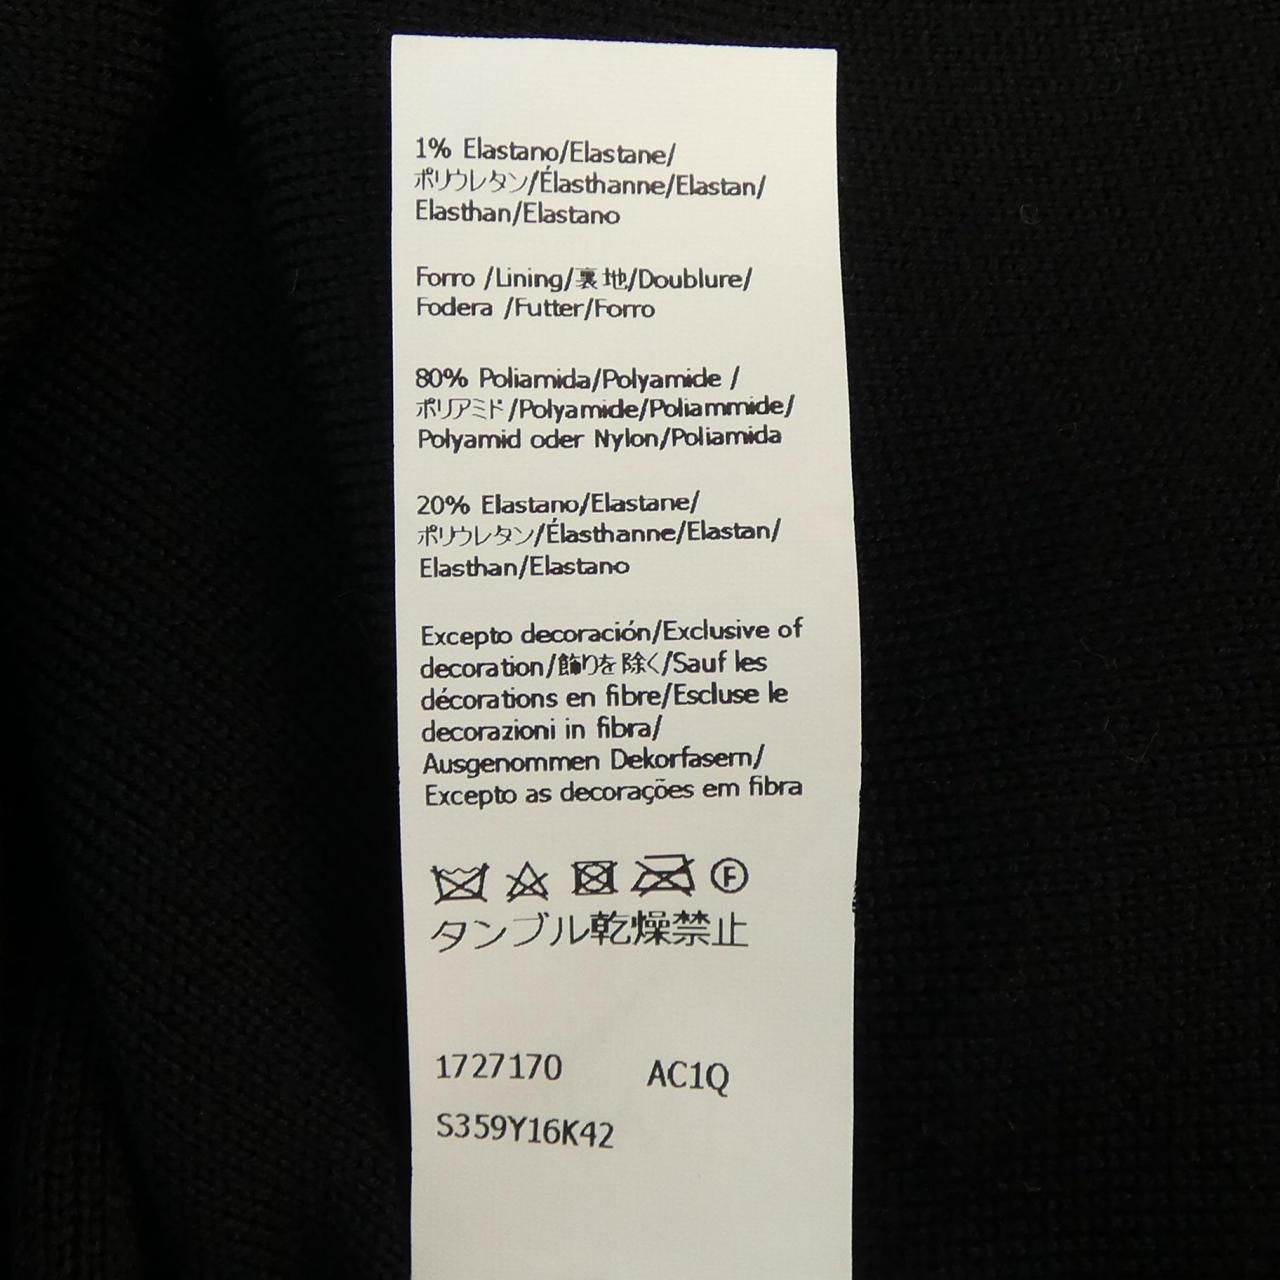 1% Elastano/Elastane/
ポリウレタン/Élasthanne/Elastan/
Elasthan/Elastano
Forro /Lining/裏地/Doublure/
Fodera /Futter/Forro
80% Poliamida/Polyamide /
ポリアミド/Polyamide/Poliammide/
Polyamid oder Nylon/Poliamida
20% Elastano/Elastane/
ポリウレタン/Élasthanne/Elastan/
Elasthan/Elastano
Excepto decoración/Exclusive of
decoration/飾りを除く/Sauf les
décorations en fibre/Escluse le
decorazioni in fibra/
Ausgenommen Dekorfasern/
Excepto as decorações em fibra
F
タンブル乾燥禁止
1727170 AC1Q
S359Y16K42